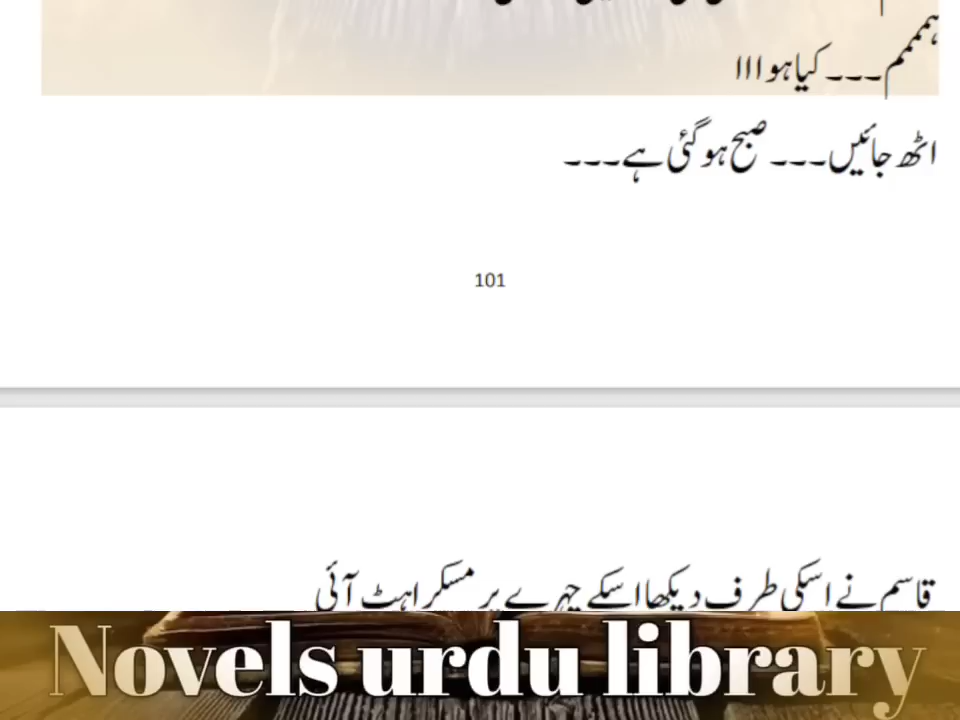 ہمممم۔۔۔ کیا ہو ا ا ا
اٹھ جائیں۔۔۔ صبح ہو گئی ہے۔۔۔
101
قاسم نے اسکی طرف دیکھا اسکے چہرے پر مسکراہٹ آئی
Novels urdu library